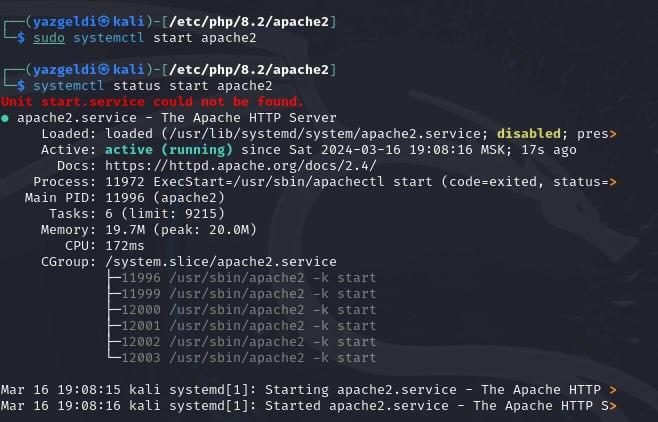 ┌──(yazgeldi㉿kali)-[/etc/php/8.2/apache2]
└─$ sudo systemctl start apache2
┌──(yazgeldi㉿kali)-[/etc/php/8.2/apache2]
└─$ systemctl status start apache2
Unit start.service could not be found.
● apache2.service - The Apache HTTP Server
Loaded: loaded (/usr/lib/systemd/system/apache2.service; disabled; pres>
Active: active (running) since Sat 2024-03-16 19:08:16 MSK; 17s ago
Docs: https://httpd.apache.org/docs/2.4/
Process: 11972 ExecStart=/usr/sbin/apachectl start (code=exited, status=>
Main PID: 11996 (apache2)
Tasks: 6 (limit: 9215)
Memory: 19.7M (peak: 20.0M)
CPU: 172ms
CGroup: /system.slice/apache2.service
├─11996 /usr/sbin/apache2 -k start
├─11999 /usr/sbin/apache2 -k start
├─12000 /usr/sbin/apache2 -k start
├─12001 /usr/sbin/apache2 -k start
├─12002 /usr/sbin/apache2 -k start
└─12003 /usr/sbin/apache2 -k start
Mar 16 19:08:15 kali systemd[1]: Starting apache2.service - The Apache HTTP >
Mar 16 19:08:16 kali systemd[1]: Started apache2.service - The Apache HTTP S>